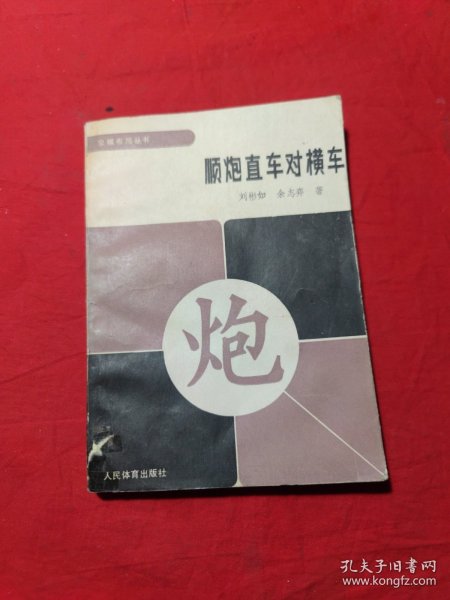 象棋布局丛书
顺炮直车对横车
刘彬如 余志弈 著
炮
人民体育出版社
孔夫子旧书网
www.kongfz.com